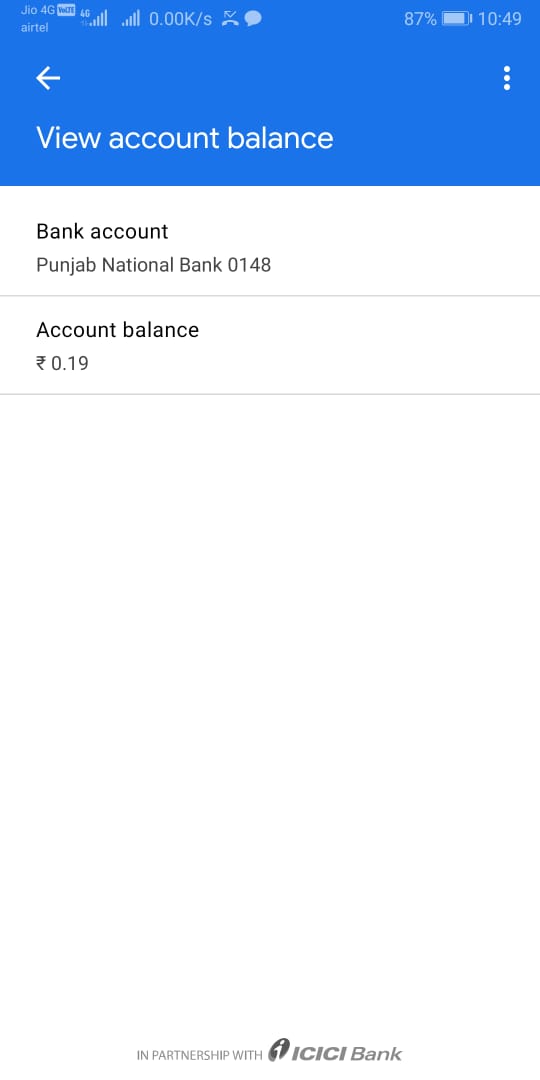 Jio 4G VoLTE 4G 0.00K/s 87% 10:49
airtel
View account balance
Bank account
Punjab National Bank 0148
Account balance
₹ 0.19
IN PARTNERSHIP WITH ICICI Bank